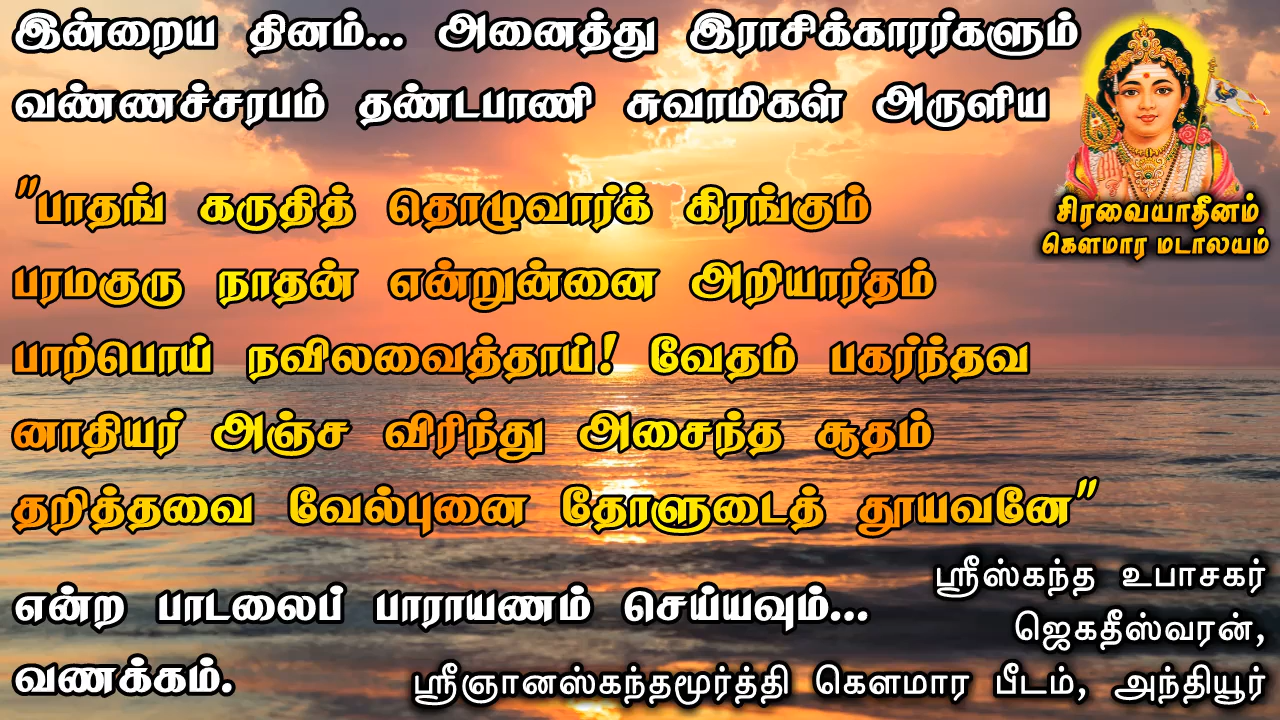 இன்றைய தினம்... அனைத்து இராசிக்காரர்களும்
வண்ணச்சரபம் தண்டபாணி சுவாமிகள் அருளிய
"பாதங் கருதித் தொழுவார்க் கிரங்கும்
பரமகுரு நாதன் என்றுன்னை அறியார்தம்
பாற்பொய் நவிலவைத்தாய்! வேதம் பகர்ந்தவ
னாதியர் அஞ்ச விரிந்து அசைந்த சூதம்
தறித்தவை வேல்புனை தோளுடைத் தூயவனே"
என்ற பாடலைப் பாராயணம் செய்யவும்...
வணக்கம்.
சிரவையாதீனம்
கௌமார மடாலயம்
ஸ்ரீஸ்கந்த உபாசகர்
ஜெகதீஸ்வரன்,
ஸ்ரீஞானஸ்கந்தமூர்த்தி கௌமார பீடம், அந்தியூர்